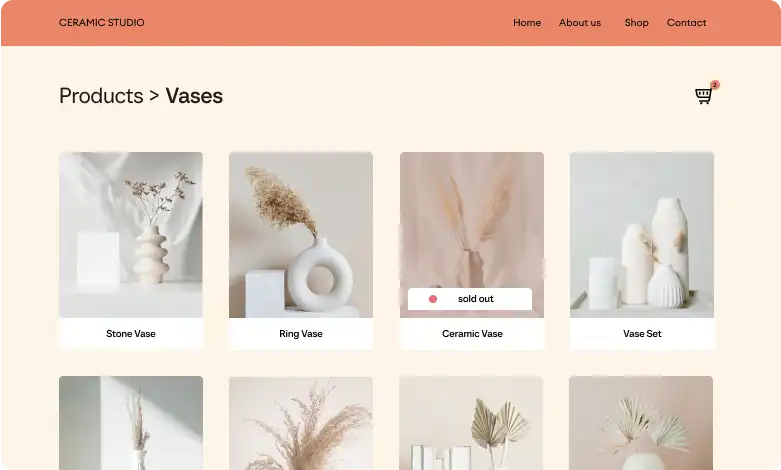 CERAMIC STUDIO
Home About us Shop Contact
Products > Vases
2
sold out
Stone Vase
Ring Vase
Ceramic Vase
Vase Set